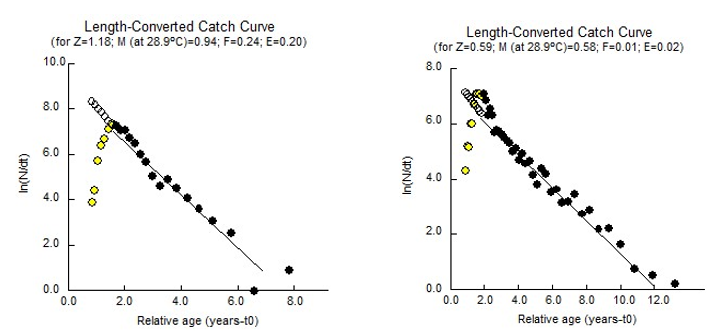 Length-Converted Catch Curve
(for Z=1.18; M (at 28.9ºC)=0.94; F=0.24; E=0.20)
10.0
8.0
6.0
4.0
2.0
0.0
ln(N/dt)
0.0 2.0 4.0 6.0 8.0
Relative age (years-t0)
Length-Converted Catch Curve
(for Z=0.59; M (at 28.9ºC)=0.58; F=0.01; E=0.02)
8.0
6.0
4.0
2.0
0.0
ln(N/dt)
0.0 2.0 4.0 6.0 8.0 10.0 12.0
Relative age (years-t0)